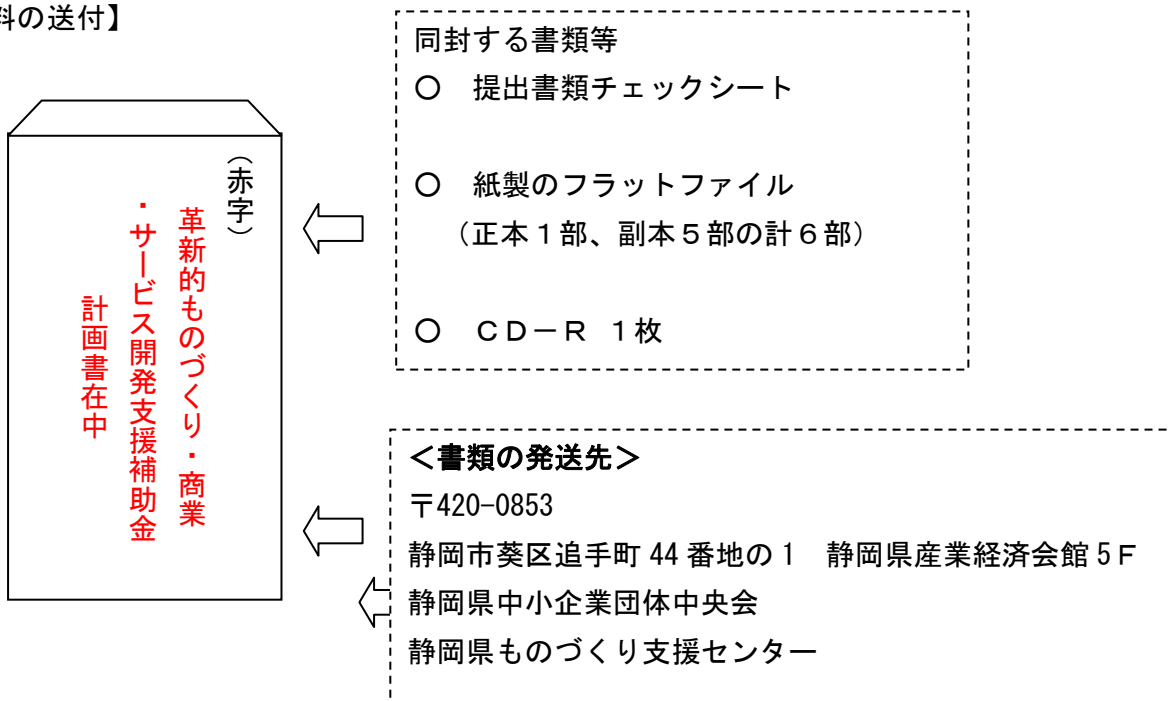 料の送付】
同封する書類等
○ 提出書類チェックシート
○ 紙製のフラットファイル
（正本１部、副本５部の計６部）
○ ＣＤ－Ｒ １枚
（赤字）
革新的ものづくり・商業
・サービス開発支援補助金
計画書在中
＜書類の発送先＞
〒420-0853
静岡市葵区追手町 44 番地の 1　静岡県産業経済会館 5Ｆ
静岡県中小企業団体中央会
静岡県ものづくり支援センター